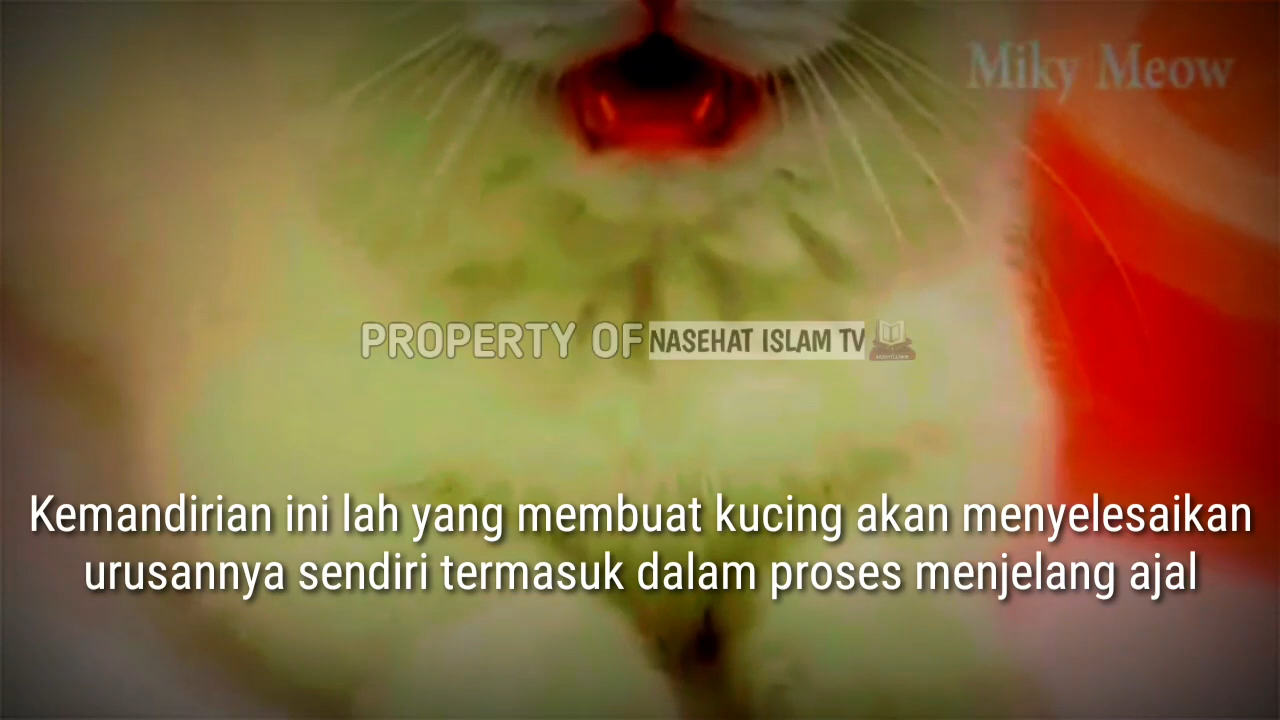 Miky Meow
PROPERTY OF NASEHAT ISLAM TV
Kemandirian ini lah yang membuat kucing akan menyelesaikan
urusannya sendiri termasuk dalam proses menjelang ajal